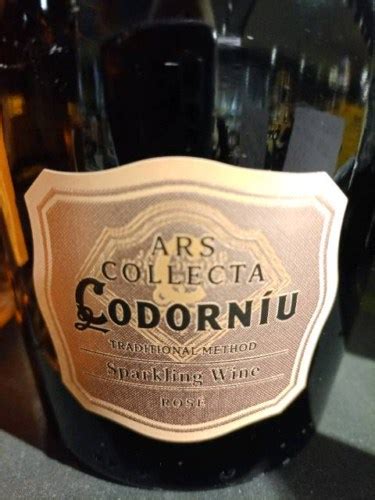 ARS
COLLECTA
CODORNÍU
TRADITIONAL METHOD
Sparkling Wine
ROSÉ